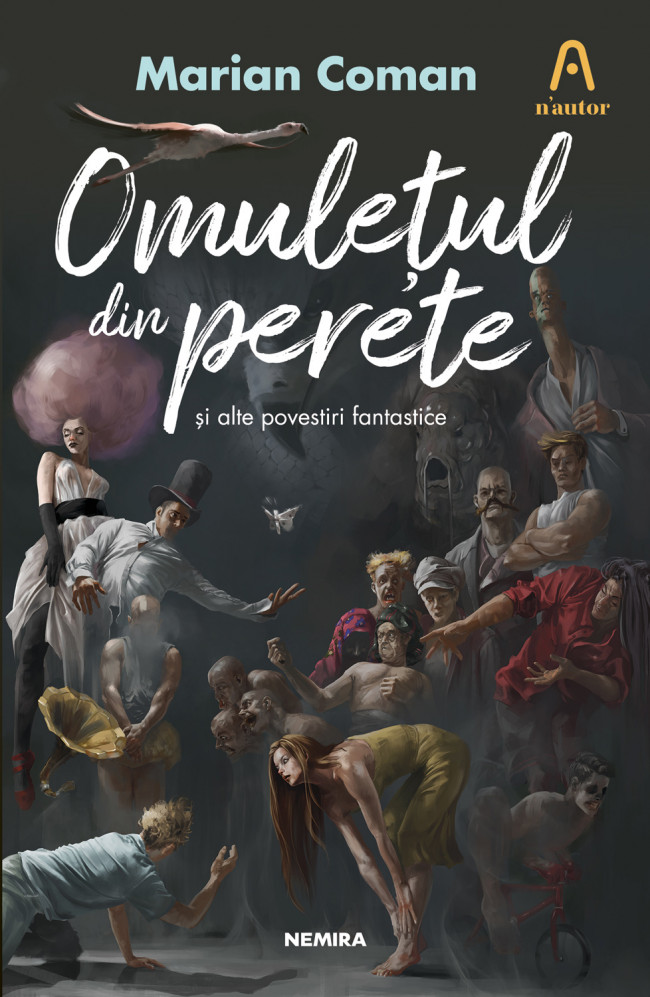 Marian Coman
n'autor
Omulețul
din perete
și alte povestiri fantastice
NEMIRA